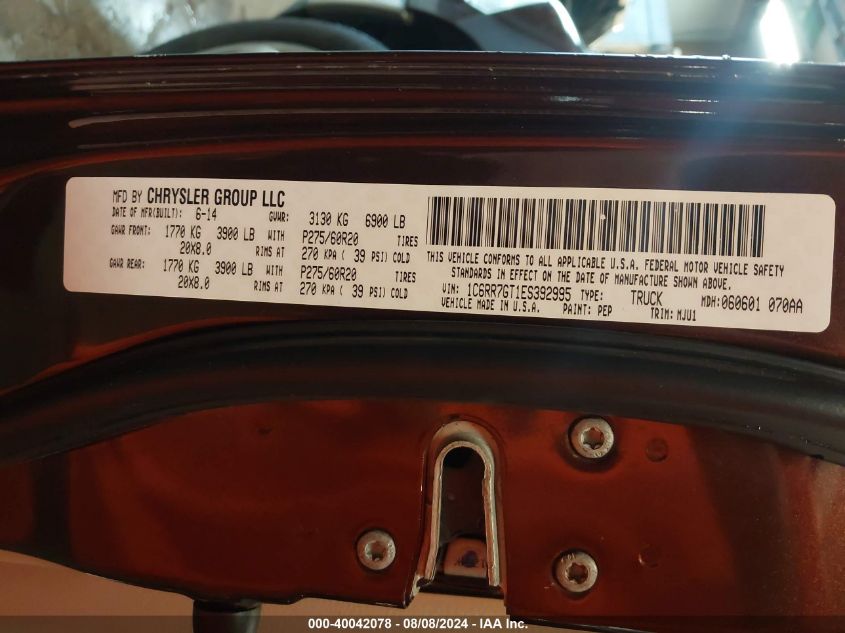 MFD BY CHRYSLER GROUP LLC
DATE OF MFR(BUILT): 6-14 GVWR: 3130 KG 6900 LB
GAWR FRONT: 1770 KG 3900 LB WITH P275/60R20 TIRES
20X8.0 RIMS AT 270 KPA ( 39 PSI) COLD
GAWR REAR: 1770 KG 3900 LB WITH P275/60R20 TIRES
20X8.0 RIMS AT 270 KPA ( 39 PSI) COLD
THIS VEHICLE CONFORMS TO ALL APPLICABLE U.S.A. FEDERAL MOTOR VEHICLE SAFETY
STANDARDS IN EFFECT ON THE DATE OF MANUFACTURE SHOWN ABOVE.
VIN: 1C6RR7GT1ES392995 TYPE: TRUCK MDH:060601 070AA
VEHICLE MADE IN U.S.A. PAINT: PEP TRIM: MJU1
000-40042078 - 08/08/2024 - IAA Inc.